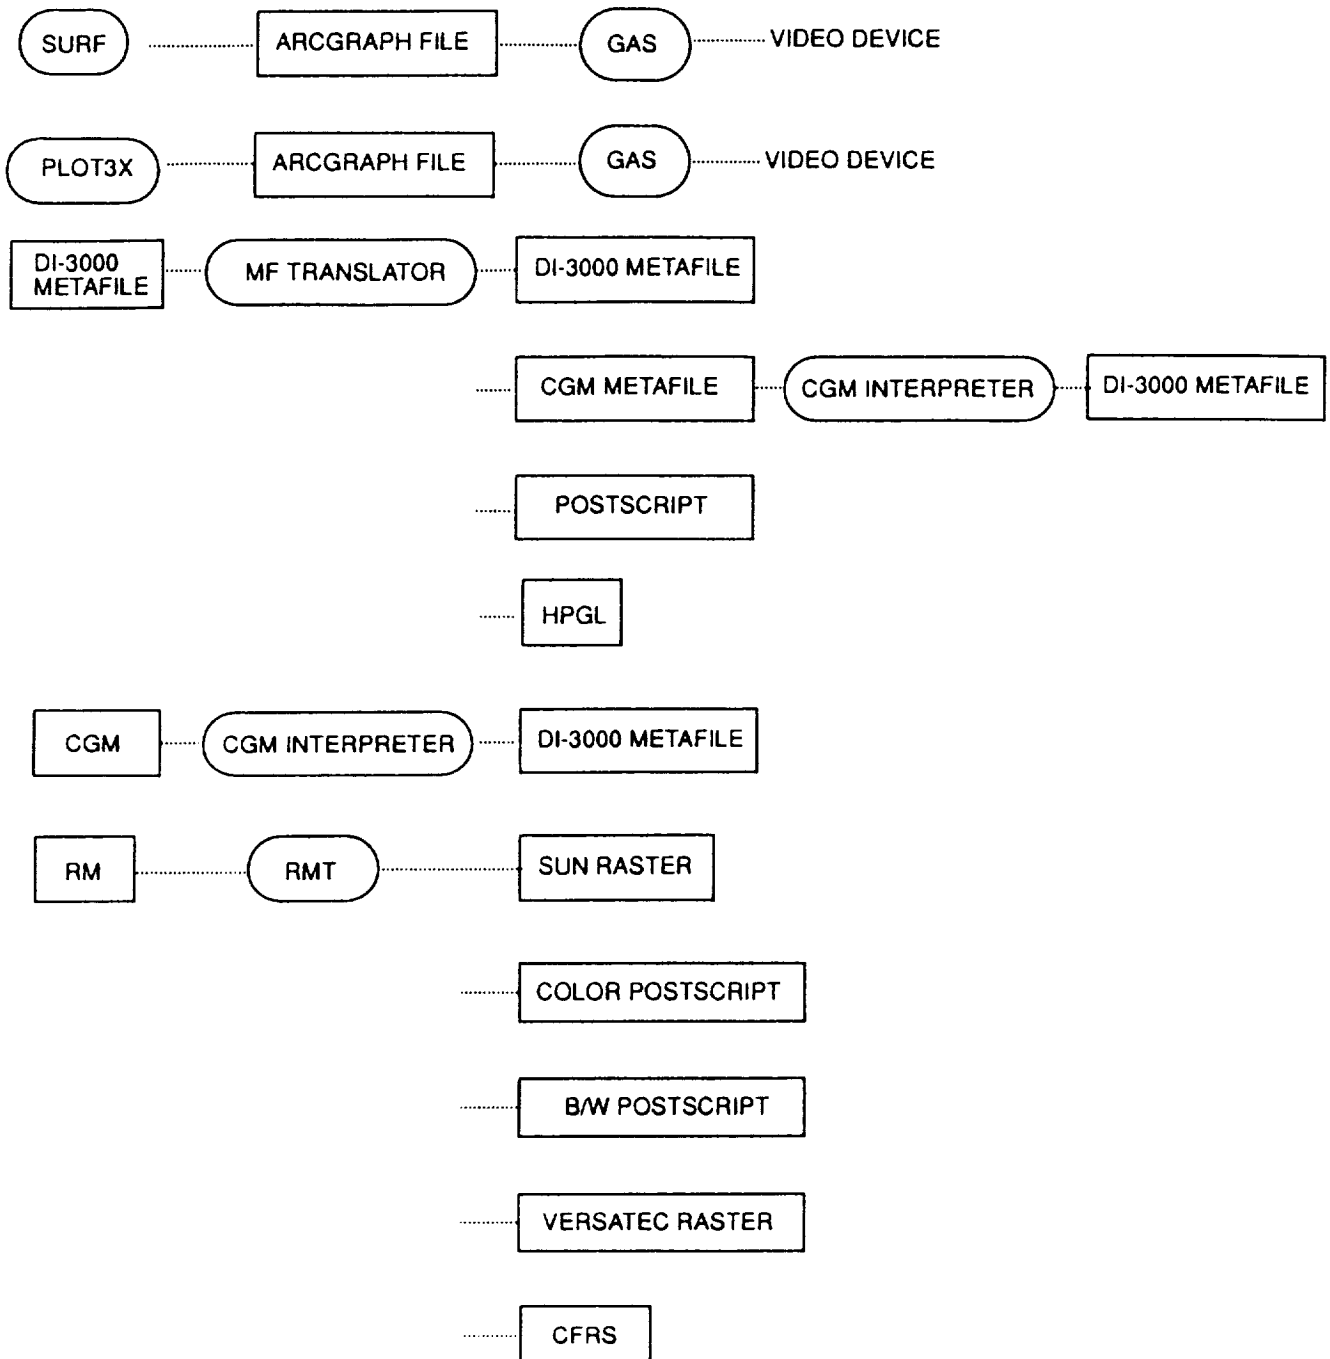 SURF ARCGRAPH FILE GAS VIDEO DEVICE
PLOT3X ARCGRAPH FILE GAS VIDEO DEVICE
DI-3000
METAFILE
MF TRANSLATOR DI-3000 METAFILE
CGM METAFILE CGM INTERPRETER DI-3000 METAFILE
POSTSCRIPT
HPGL
CGM CGM INTERPRETER DI-3000 METAFILE
RM RMT SUN RASTER
COLOR POSTSCRIPT
B/W POSTSCRIPT
VERSATEC RASTER
CFRS